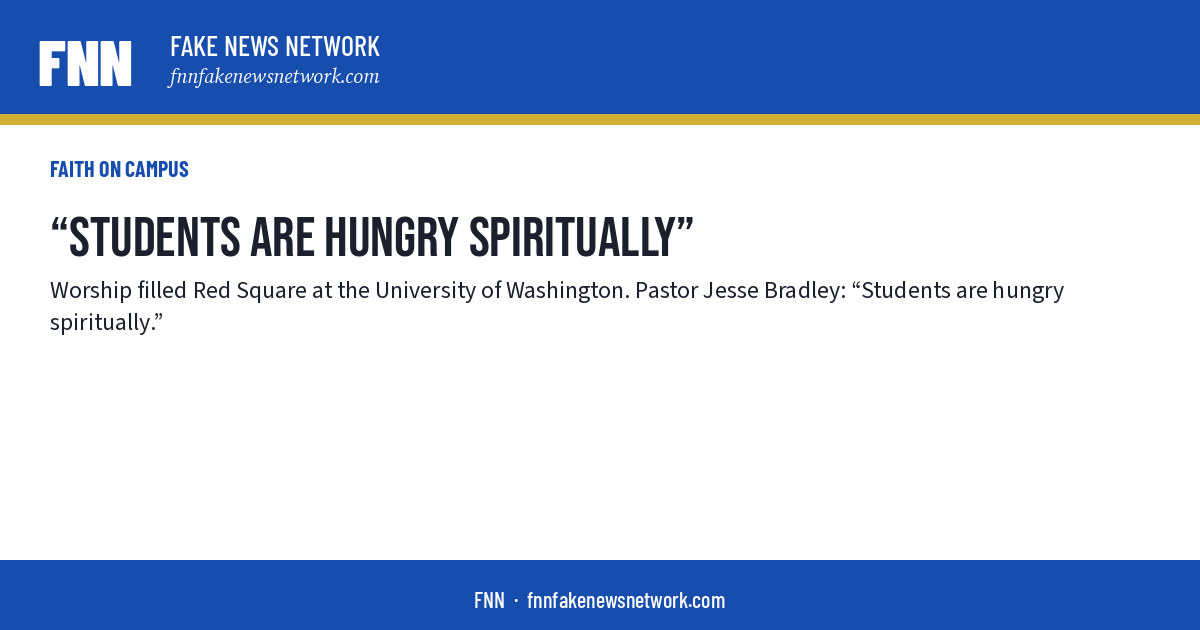 FNN
FAKE NEWS NETWORK
fnnfakenewsnetwork.com
FAITH ON CAMPUS
“STUDENTS ARE HUNGRY SPIRITUALLY”
Worship filled Red Square at the University of Washington. Pastor Jesse Bradley: “Students are hungry
spiritually.”
FNN · fnnfakenewsnetwork.com